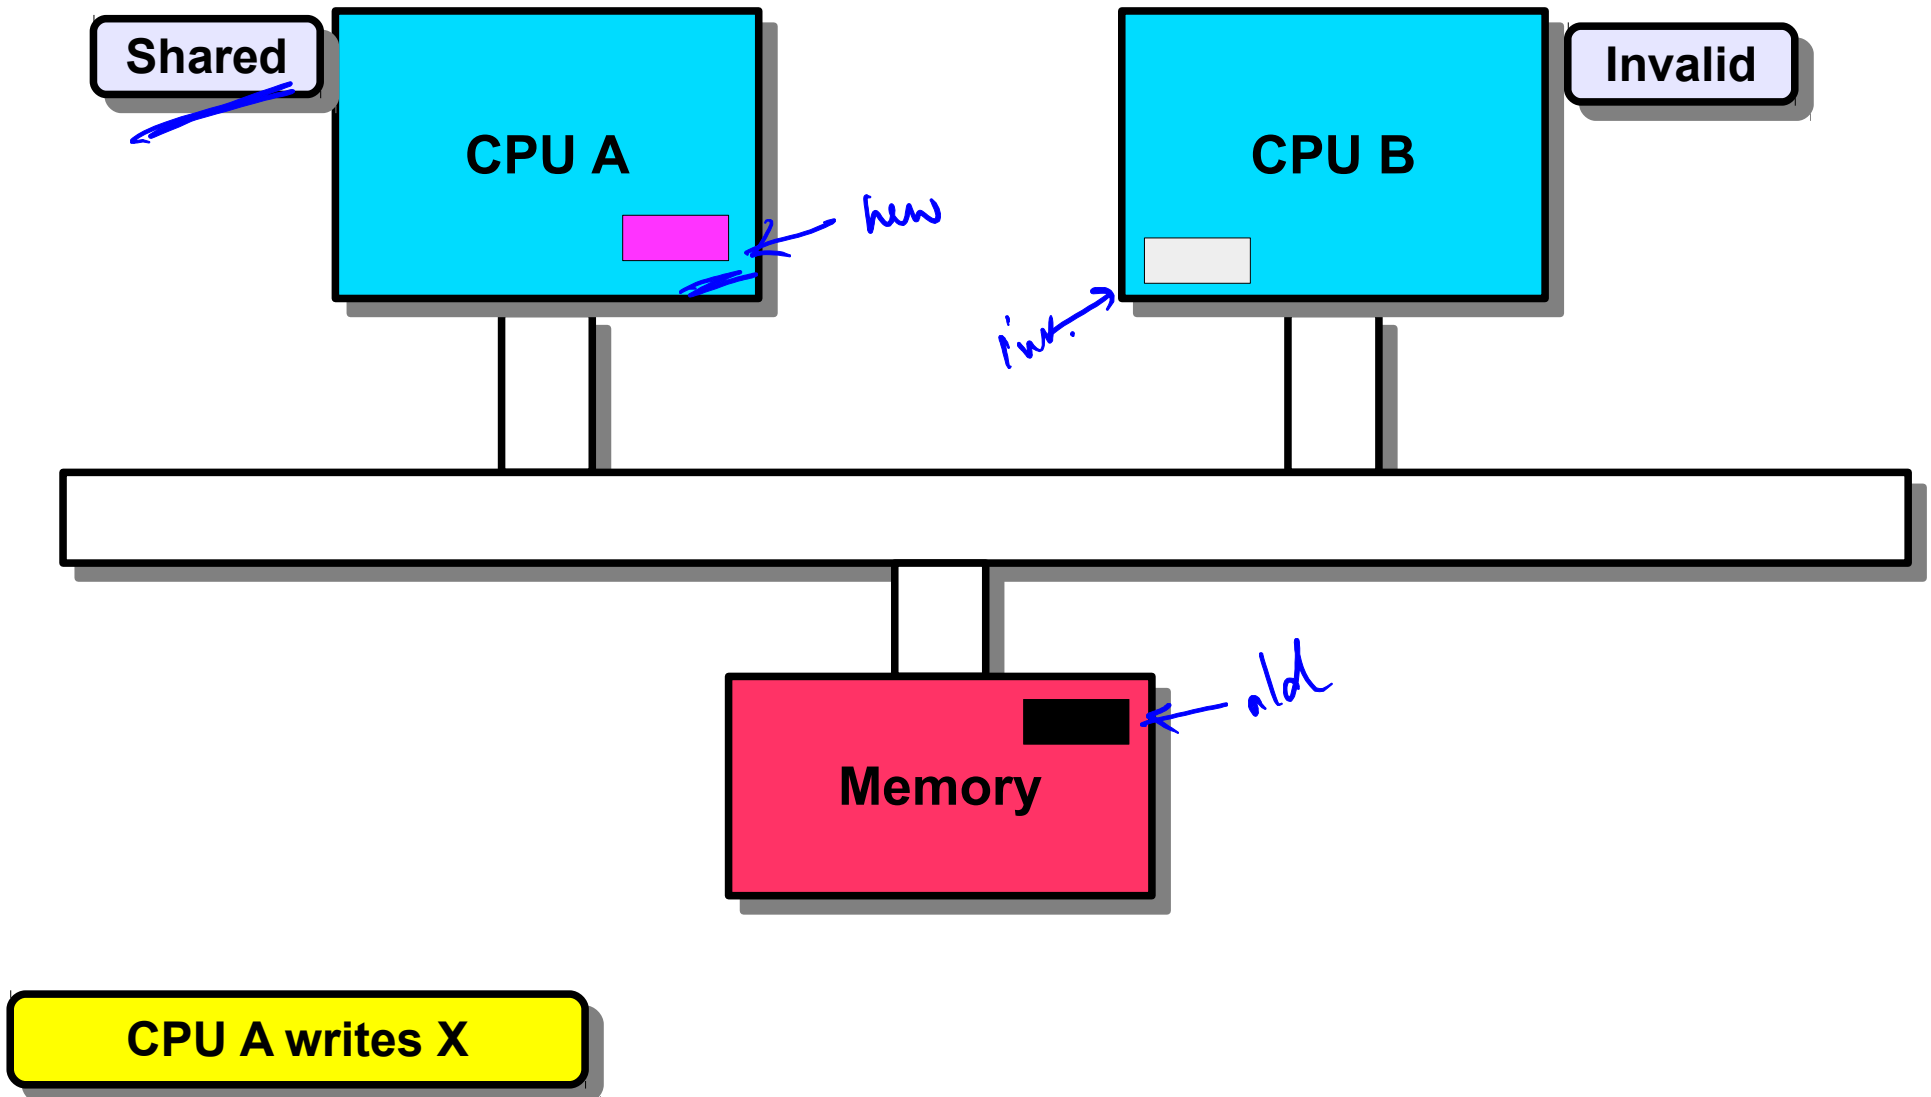 Shared
Invalid
CPU A
CPU B
new
inv.
old
Memory
CPU A writes X